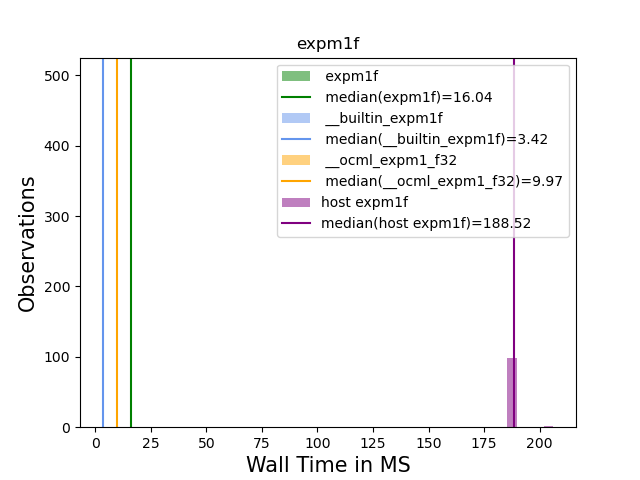 expm1f
500
400
300
200
100
0
Observations
expm1f
median(expm1f)=16.04
__builtin_expm1f
median(__builtin_expm1f)=3.42
__ocml_expm1_f32
median(__ocml_expm1_f32)=9.97
host expm1f
median(host expm1f)=188.52
0 25 50 75 100 125 150 175 200
Wall Time in MS